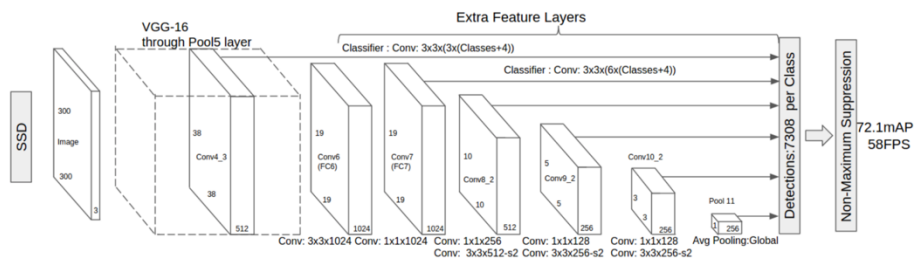 Extra Feature Layers
VGG-16
through Pool5 layer
Classifier : Conv: 3x3x(3x(Classes+4))
Classifier : Conv: 3x3x(6x(Classes+4))
SSD
300
Image
300
3
38
Conv4_3
38
512
19
Conv6
(FC6)
19
1024
19
Conv7
(FC7)
19
1024
10
Conv8_2
10
512
5
Conv9_2
5
256
Conv10_2
3
3
256
Pool 11
1
256
Detections:7308 per Class
Non-Maximum Suppression
72.1mAP
58FPS
Conv: 3x3x1024
Conv: 1x1x1024
Conv: 1x1x256
Conv: 3x3x512-s2
Conv: 1x1x128
Conv: 3x3x256-s2
Conv: 1x1x128
Conv: 3x3x256-s2
Avg Pooling:Global